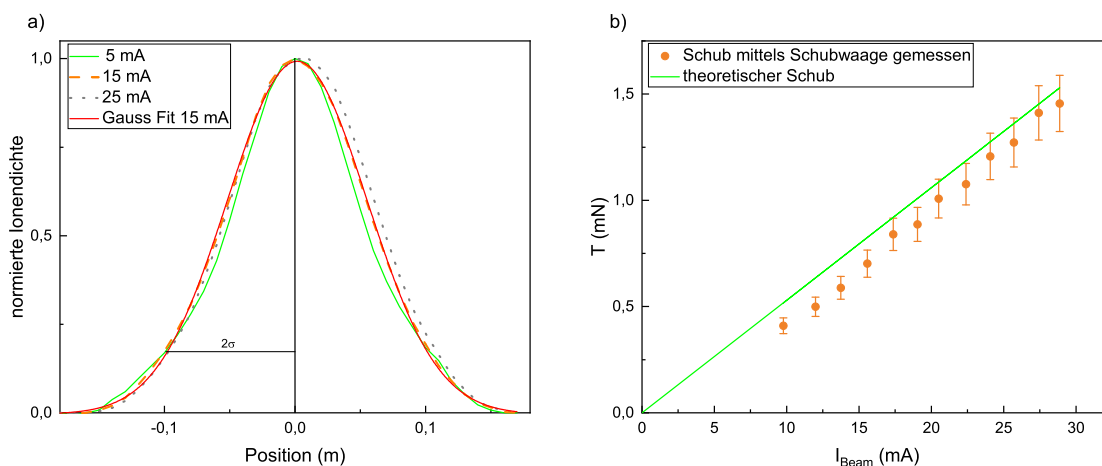 a)
5 mA
15 mA
25 mA
Gauss Fit 15 mA
1,0
0,5
0,0
normierte Ionendichte
2σ
-0,1
0,0
0,1
Position (m)
b)
Schub mittels Schubwaage gemessen
theoretischer Schub
1,5
1,0
0,5
0,0
T (mN)
0
5
10
15
20
25
30
I_Beam (mA)